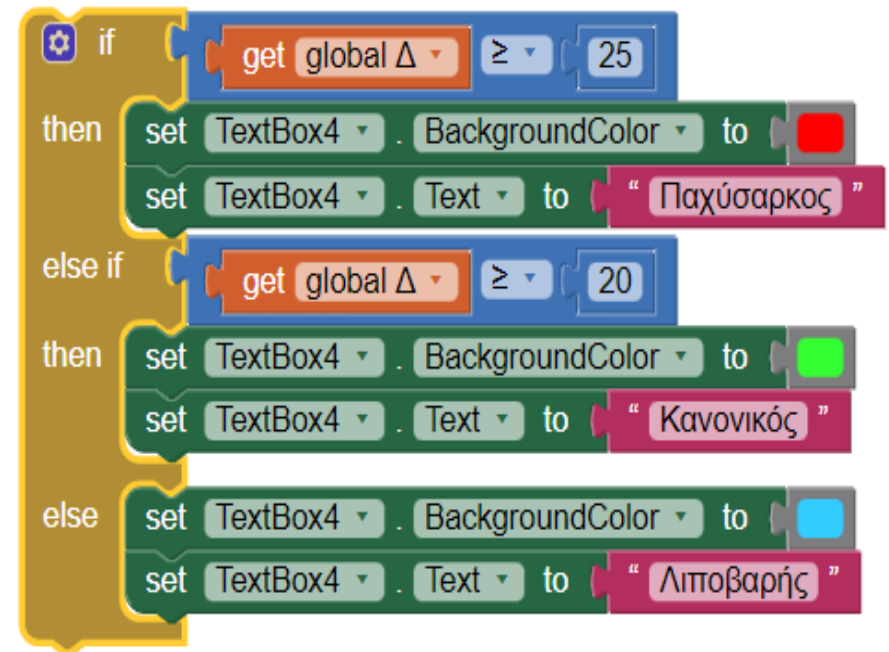 if get global Δ ≥ 25
then set TextBox4 . BackgroundColor to
set TextBox4 . Text to “ Παχύσαρκος ”
else if get global Δ ≥ 20
then set TextBox4 . BackgroundColor to
set TextBox4 . Text to “ Κανονικός ”
else set TextBox4 . BackgroundColor to
set TextBox4 . Text to “ Λιποβαρής ”